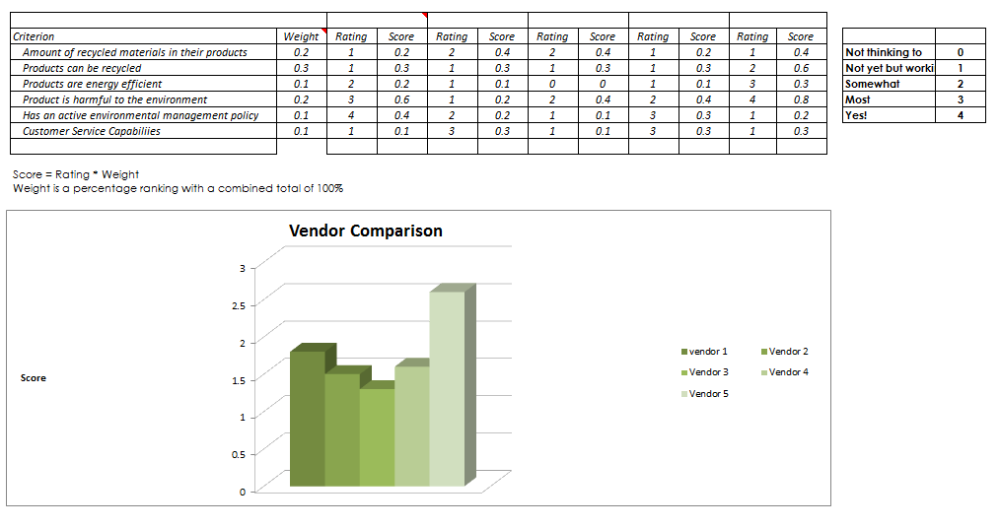 Criterion Weight Rating Score Rating Score Rating Score Rating Score Rating Score
Amount of recycled materials in their products 0.2 1 0.2 2 0.4 2 0.4 1 0.2 1 0.4
Products can be recycled 0.3 1 0.3 1 0.3 1 0.3 1 0.3 2 0.6
Products are energy efficient 0.1 2 0.2 1 0.1 0 0 1 0.1 3 0.3
Product is harmful to the environment 0.2 3 0.6 1 0.2 2 0.4 2 0.4 4 0.8
Has an active environmental management policy 0.1 4 0.4 2 0.2 1 0.1 3 0.3 1 0.2
Customer Service Capabiliies 0.1 1 0.1 3 0.3 1 0.1 3 0.3 1 0.3
Not thinking to 0
Not yet but worki 1
Somewhat 2
Most 3
Yes! 4
Score = Rating * Weight
Weight is a percentage ranking with a combined total of 100%
Vendor Comparison
3
2.5
2
1.5
1
0.5
0
Score
vendor 1 Vendor 2
Vendor 3 Vendor 4
Vendor 5